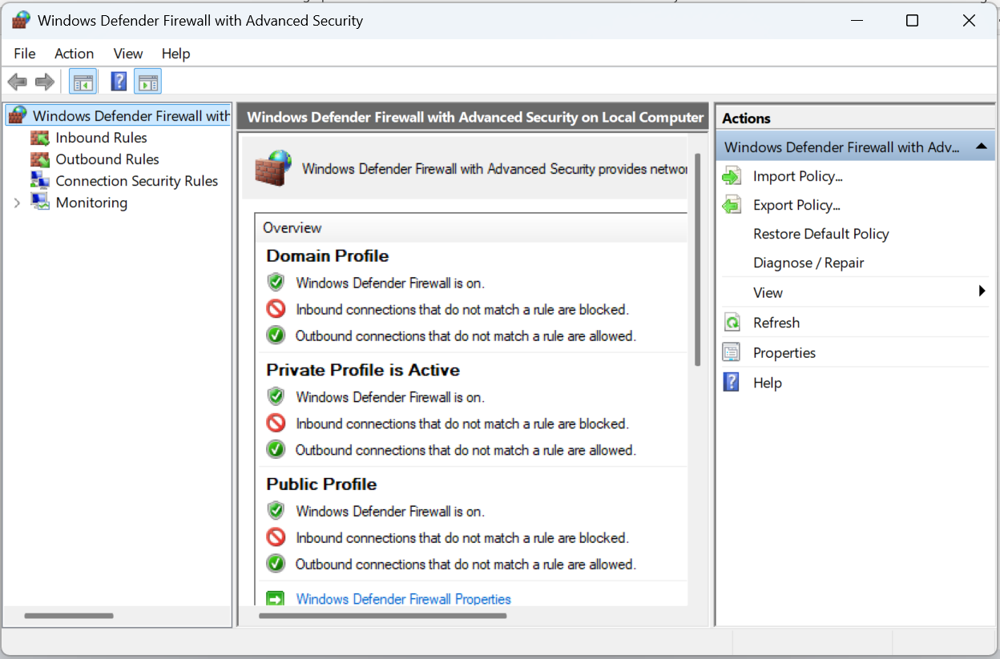 Windows Defender Firewall with Advanced Security
File Action View Help
Windows Defender Firewall with
Inbound Rules
Outbound Rules
Connection Security Rules
Monitoring
Windows Defender Firewall with Advanced Security on Local Computer
Windows Defender Firewall with Advanced Security provides networ
Overview
Domain Profile
Windows Defender Firewall is on.
Inbound connections that do not match a rule are blocked.
Outbound connections that do not match a rule are allowed.
Private Profile is Active
Windows Defender Firewall is on.
Inbound connections that do not match a rule are blocked.
Outbound connections that do not match a rule are allowed.
Public Profile
Windows Defender Firewall is on.
Inbound connections that do not match a rule are blocked.
Outbound connections that do not match a rule are allowed.
Windows Defender Firewall Properties
Actions
Windows Defender Firewall with Adv...
Import Policy...
Export Policy...
Restore Default Policy
Diagnose / Repair
View
Refresh
Properties
Help